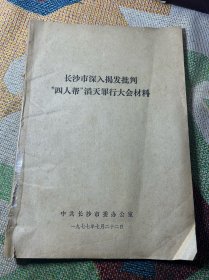 长沙市深入揭发批判
“四人帮”滔天罪行大会材料
中共长沙市委办公室
一九七七年七月二十二日